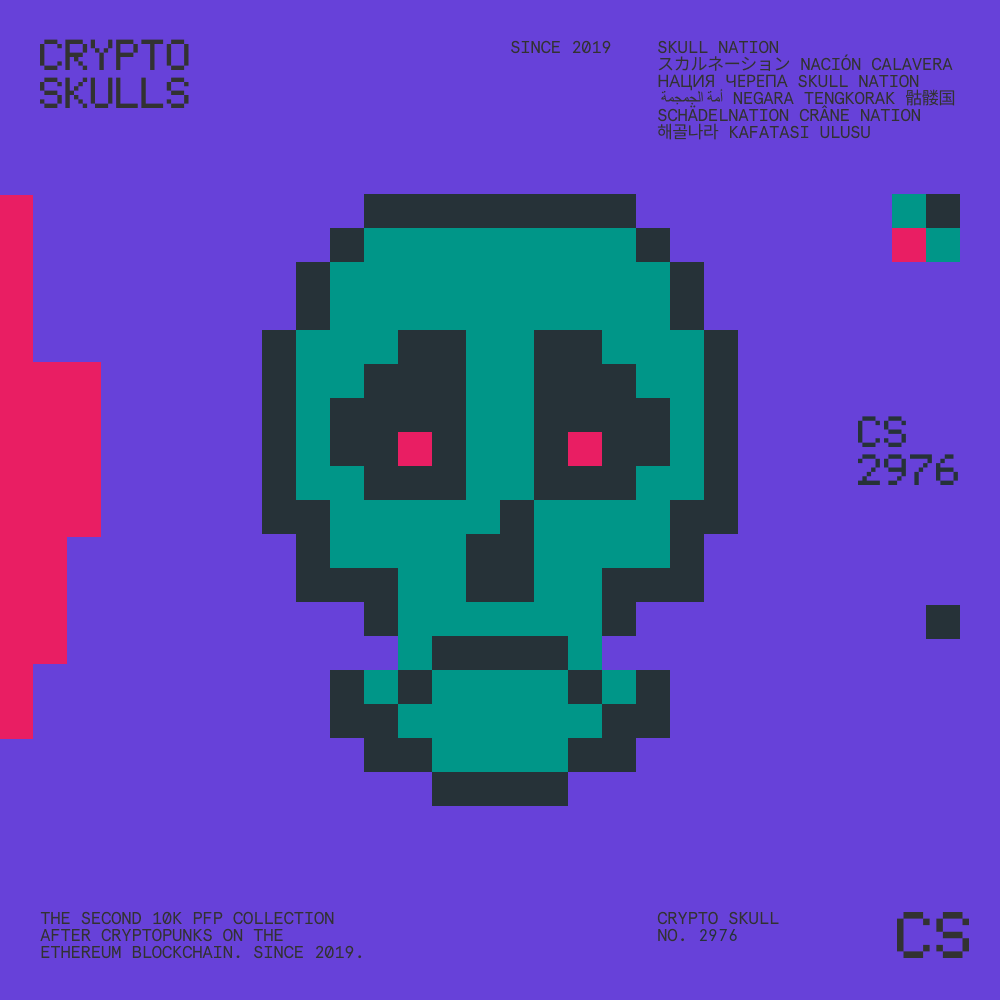 CRYPTO
SKULLS
SINCE 2019
SKULL NATION
スカルネーション NACIÓN CALAVERA
НАЦИЯ ЧЕРЕПА SKULL NATION
أمة الجمجمة NEGARA TENGKORAK 骷髅国
SCHÄDELNATION CRÂNE NATION
해골나라 KAFATASI ULUSU
CS
2976
THE SECOND 10K PFP COLLECTION
AFTER CRYPTOPUNKS ON THE
ETHEREUM BLOCKCHAIN. SINCE 2019.
CRYPTO SKULL
NO. 2976
CS